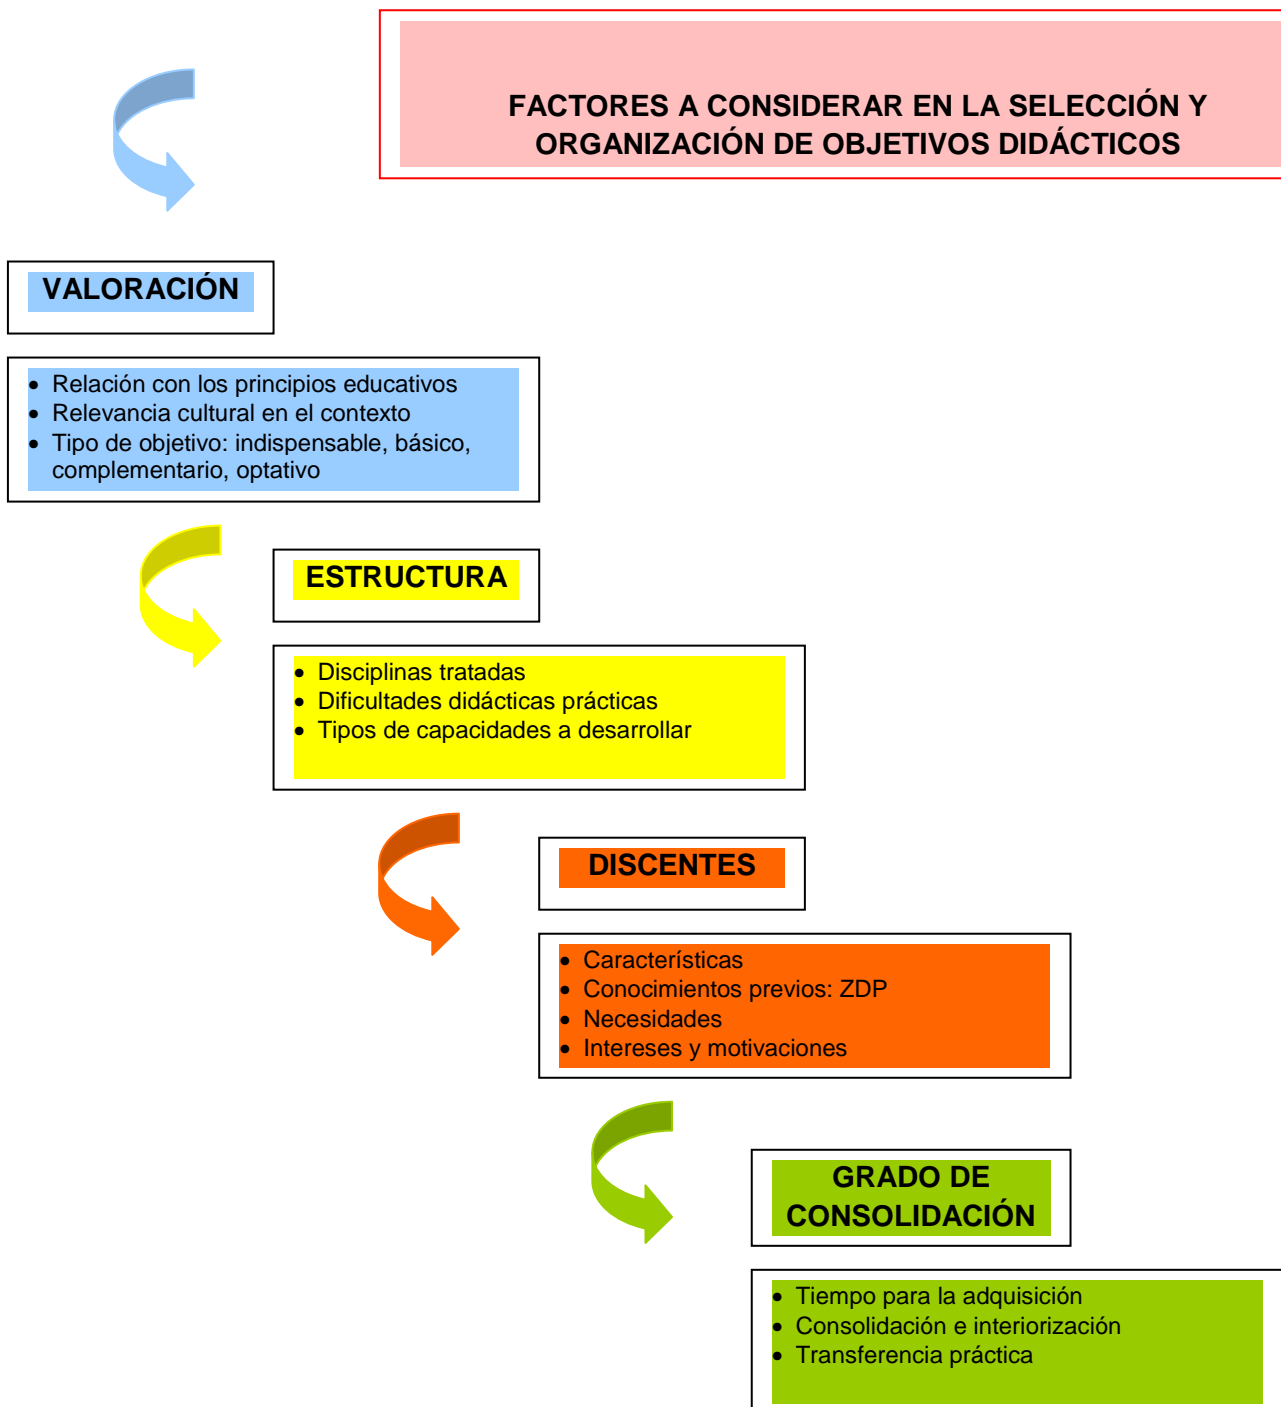 FACTORES A CONSIDERAR EN LA SELECCIÓN Y
ORGANIZACIÓN DE OBJETIVOS DIDÁCTICOS
VALORACIÓN
• Relación con los principios educativos
• Relevancia cultural en el contexto
• Tipo de objetivo: indispensable, básico,
complementario, optativo
ESTRUCTURA
• Disciplinas tratadas
• Dificultades didácticas prácticas
• Tipos de capacidades a desarrollar
DISCENTES
• Características
• Conocimientos previos: ZDP
• Necesidades
• Intereses y motivaciones
GRADO DE
CONSOLIDACIÓN
• Tiempo para la adquisición
• Consolidación e interiorización
• Transferencia práctica